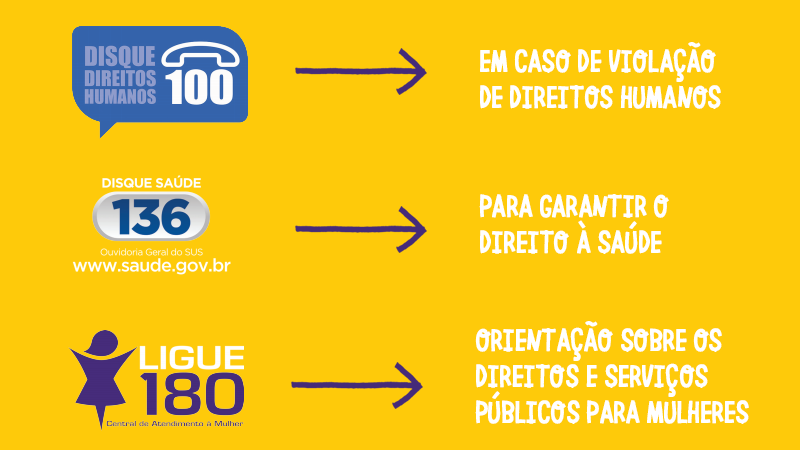 DISQUE
DIREITOS
HUMANOS
100
EM CASO DE VIOLAÇÃO
DE DIREITOS HUMANOS
DISQUE SAÚDE
136
Ouvidoria Geral do SUS
www.saude.gov.br
PARA GARANTIR O
DIREITO À SAÚDE
LIGUE
180
Central de Atendimento à Mulher
ORIENTAÇÃO SOBRE OS
DIREITOS E SERVIÇOS
PÚBLICOS PARA MULHERES